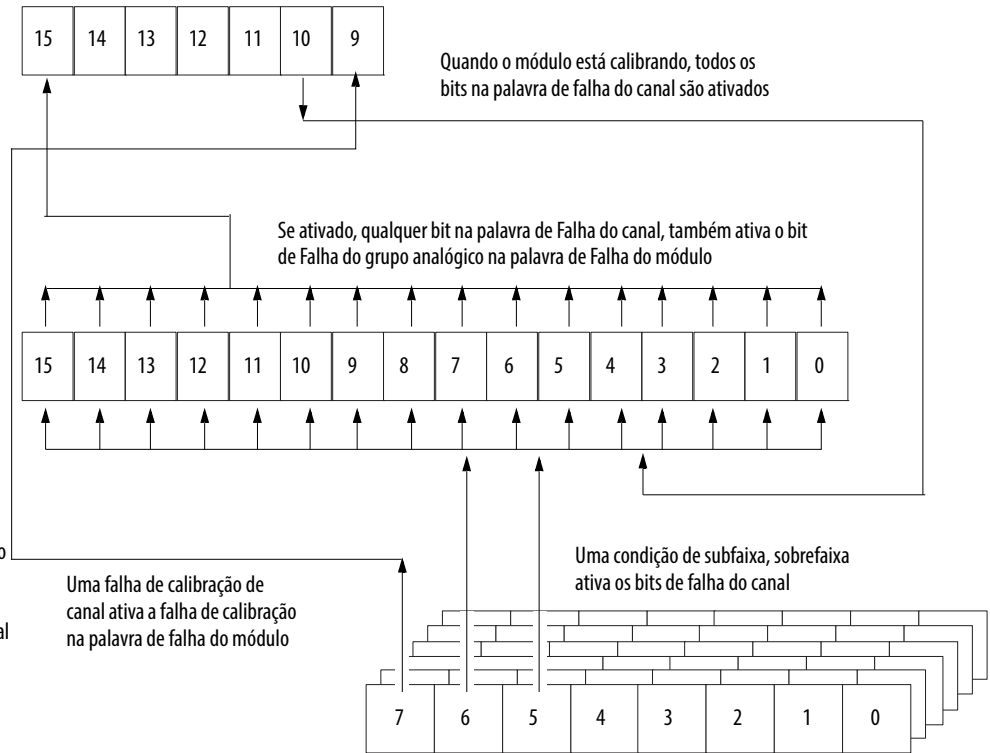 15 14 13 12 11 10 9
Quando o módulo está calibrando, todos os
bits na palavra de falha do canal são ativados
Se ativado, qualquer bit na palavra de Falha do canal, também ativa o bit
de Falha do grupo analógico na palavra de Falha do módulo
15 14 13 12 11 10 9 8 7 6 5 4 3 2 1 0
o
al
Uma falha de calibração de
canal ativa a falha de calibração
na palavra de falha do módulo
Uma condição de subfaixa, sobrefaixa
ativa os bits de falha do canal
7 6 5 4 3 2 1 0